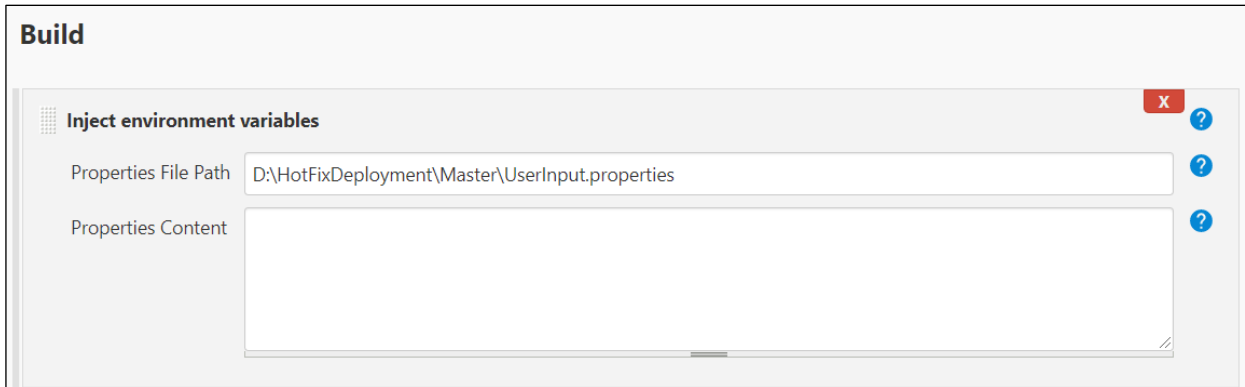 Build
X
Inject environment variables
?
Properties File Path
D:\HotFixDeployment\Master\UserInput.properties
?
Properties Content
?